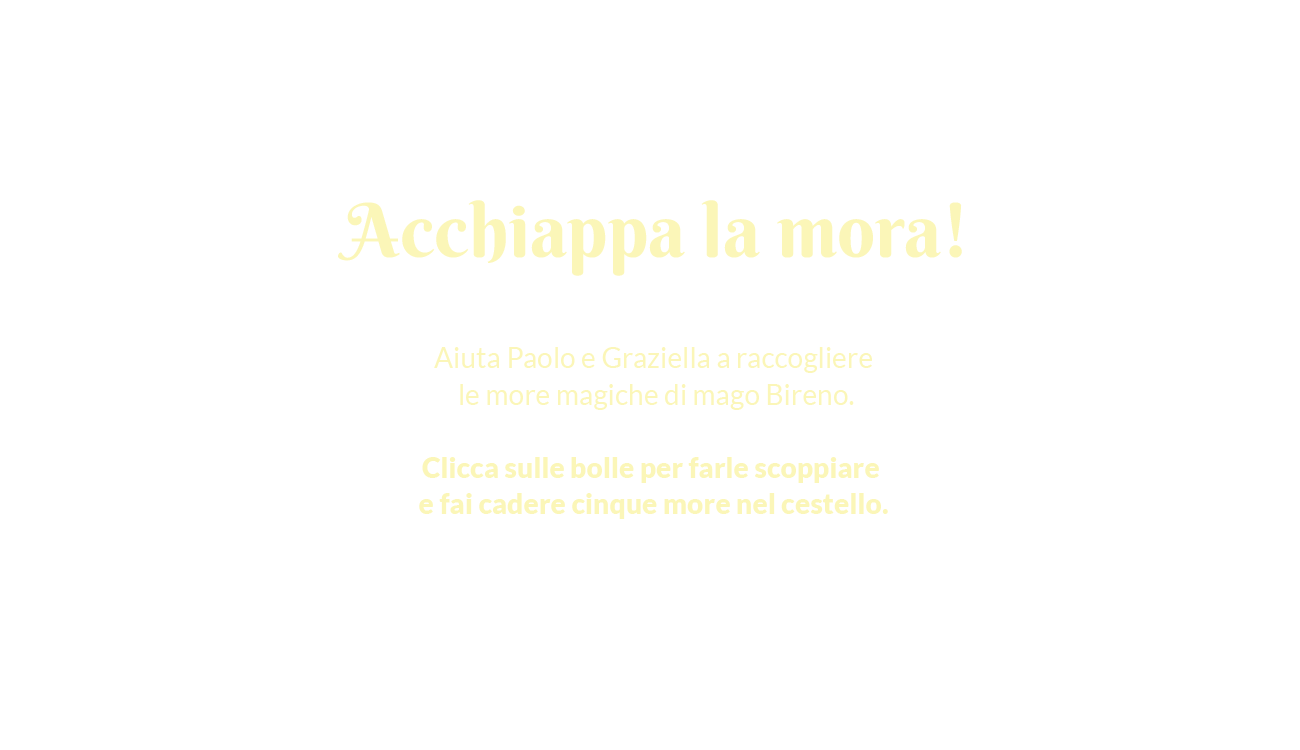 Acchiappa la mora!
Aiuta Paolo e Graziella a raccogliere
le more magiche di mago Bireno.
Clicca sulle bolle per farle scoppiare
e fai cadere cinque more nel cestello.